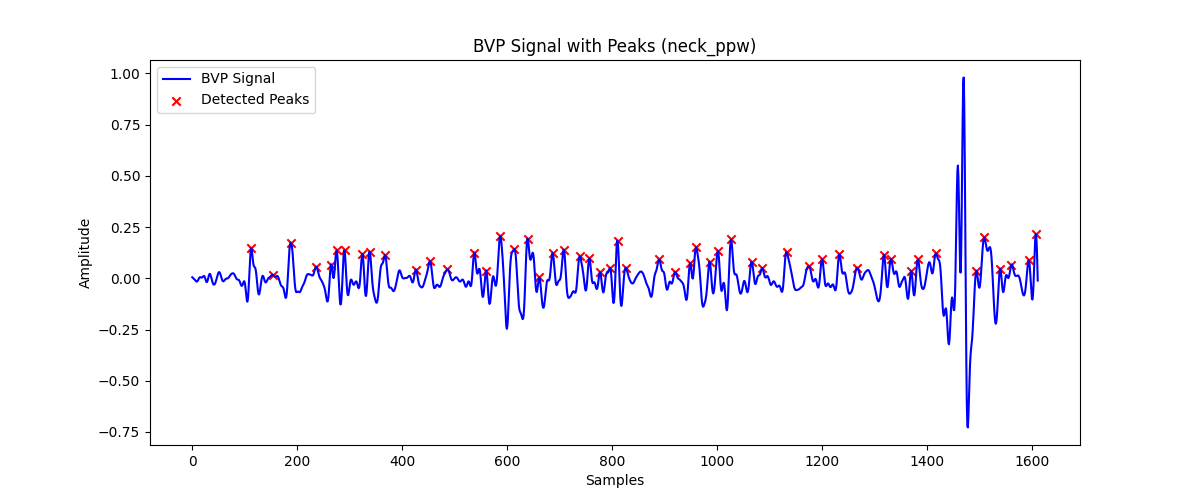 BVP Signal with Peaks (neck_ppw)
BVP Signal
Detected Peaks
Amplitude
1.00
0.75
0.50
0.25
0.00
−0.25
−0.50
−0.75
0 200 400 600 800 1000 1200 1400 1600
Samples